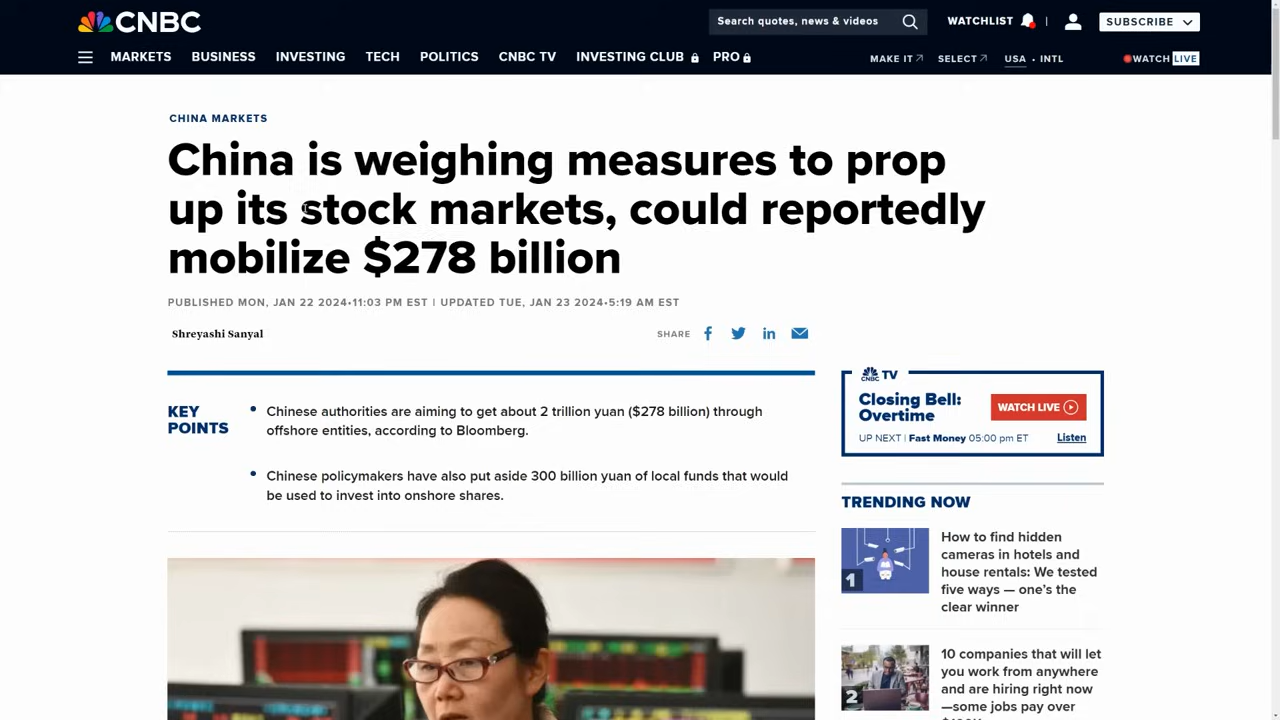 CNBC
Search quotes, news & videos
WATCHLIST
SUBSCRIBE
MARKETS
BUSINESS
INVESTING
TECH
POLITICS
CNBC TV
INVESTING CLUB
PRO
MAKE IT
SELECT
USA • INTL
WATCH LIVE
CHINA MARKETS
China is weighing measures to prop
up its stock markets, could reportedly
mobilize $278 billion
PUBLISHED MON, JAN 22 2024•11:03 PM EST | UPDATED TUE, JAN 23 2024•5:19 AM EST
Shreyashi Sanyal
SHARE
KEY
POINTS
• Chinese authorities are aiming to get about 2 trillion yuan ($278 billion) through
offshore entities, according to Bloomberg.
• Chinese policymakers have also put aside 300 billion yuan of local funds that would
be used to invest into onshore shares.
CNBC TV
Closing Bell:
Overtime
WATCH LIVE
UP NEXT | Fast Money 05:00 pm ET
Listen
TRENDING NOW
1
How to find hidden
cameras in hotels and
house rentals: We tested
five ways — one's the
clear winner
2
10 companies that will let
you work from anywhere
and are hiring right now
—some jobs pay over